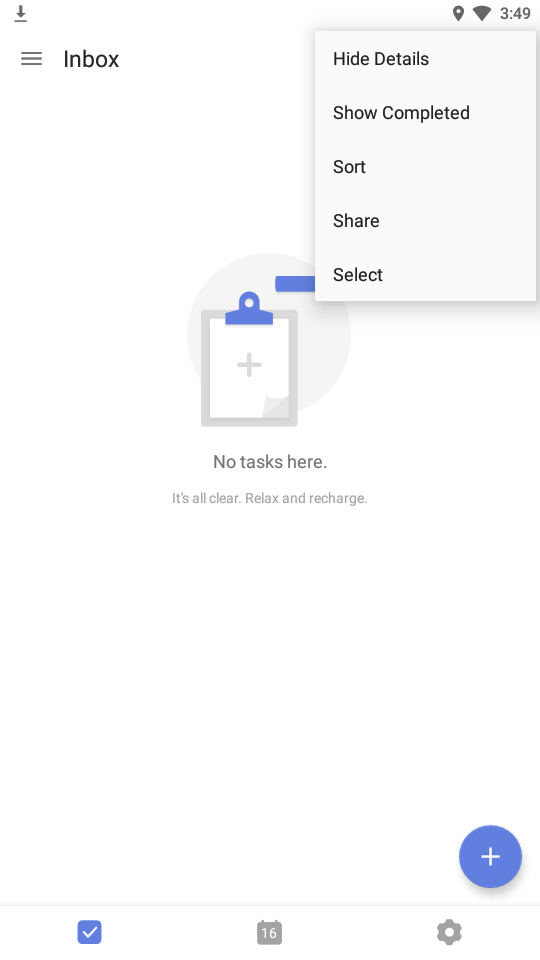 3:49
Inbox
Hide Details
Show Completed
Sort
Share
Select
No tasks here.
It's all clear. Relax and recharge.
16